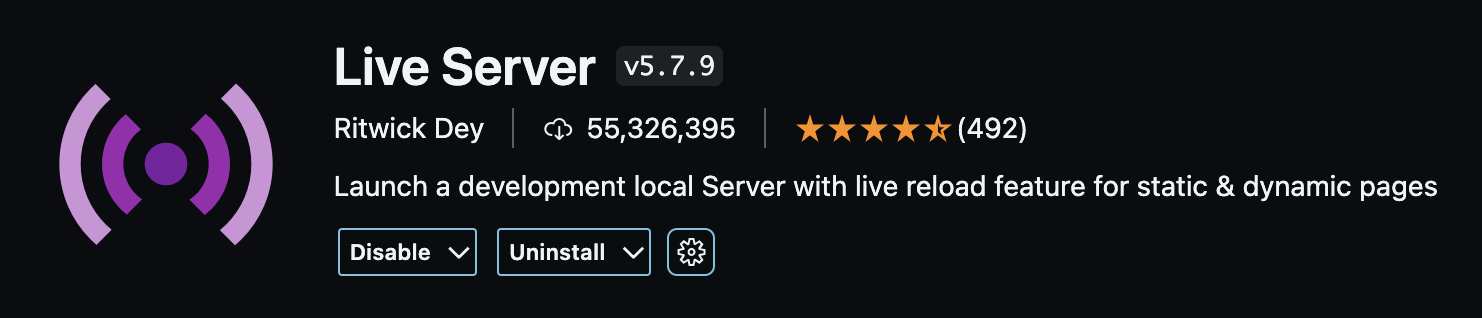 Live Server v5.7.9
Ritwick Dey 55,326,395 (492)
Launch a development local Server with live reload feature for static & dynamic pages
Disable Uninstall